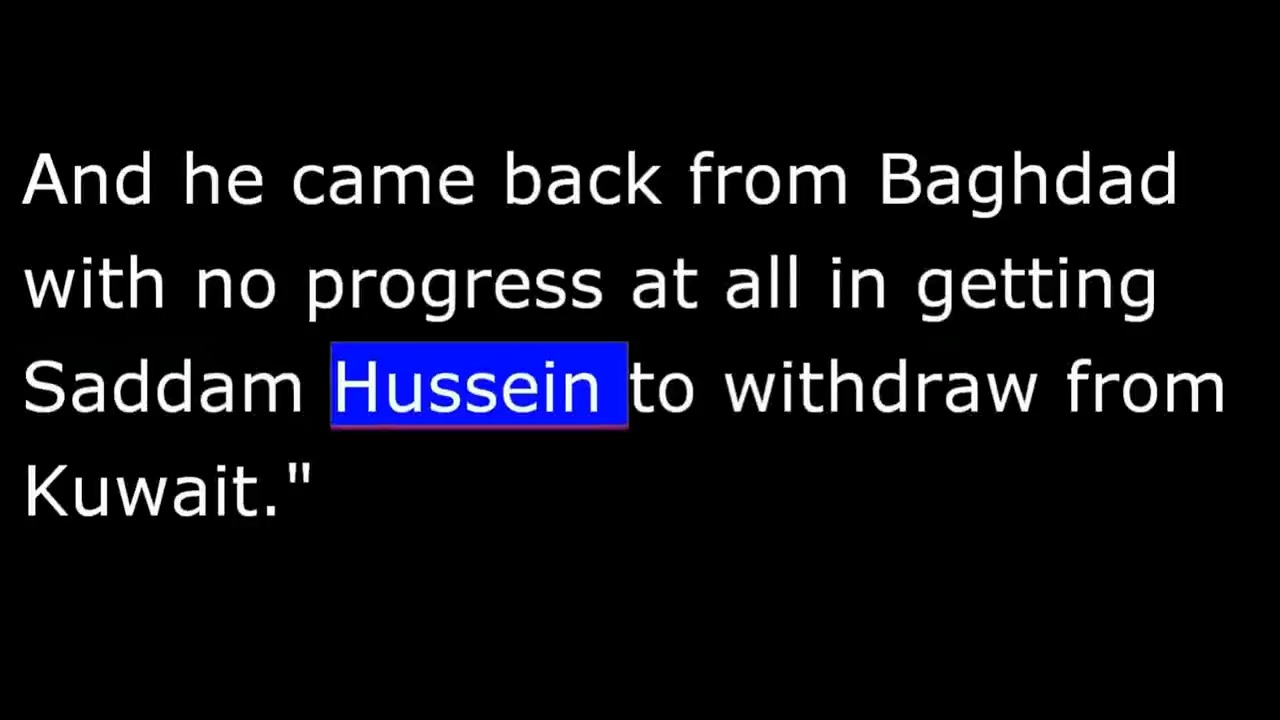 And he came back from Baghdad
with no progress at all in getting
Saddam Hussein to withdraw from
Kuwait."